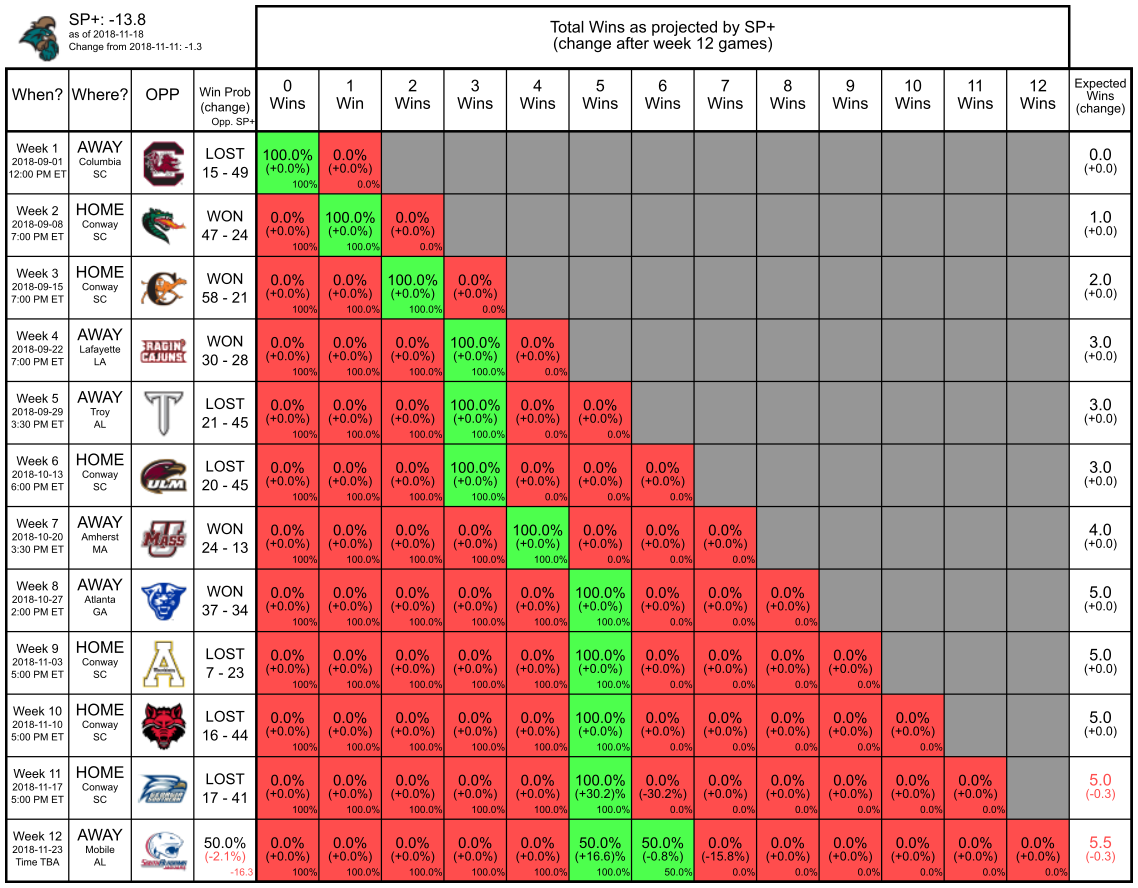 SP+: -13.8
as of 2018-11-18
Change from 2018-11-11: -1.3
Total Wins as projected by SP+
(change after week 12 games)
When? Where? OPP Win Prob (change) Opp. SP+ 0 Wins 1 Win 2 Wins 3 Wins 4 Wins 5 Wins 6 Wins 7 Wins 8 Wins 9 Wins 10 Wins 11 Wins 12 Wins Expected Wins (change)
Week 1 AWAY LOST 100.0% 0.0% 0.0
2018-09-01 Columbia 15 - 49 (+0.0%) (+0.0%) (+0.0)
12:00 PM ET SC 100% 0.0%
Week 2 HOME WON 0.0% 100.0% 0.0% 1.0
2018-09-08 Conway 47 - 24 (+0.0%) (+0.0%) (+0.0%) (+0.0)
7:00 PM ET SC 100% 100.0% 0.0%
Week 3 HOME WON 0.0% 0.0% 100.0% 0.0% 2.0
2018-09-15 Conway 58 - 21 (+0.0%) (+0.0%) (+0.0%) (+0.0%) (+0.0)
7:00 PM ET SC 100% 100.0% 100.0% 0.0%
Week 4 AWAY RAGIN' WON 0.0% 0.0% 0.0% 100.0% 0.0% 3.0
2018-09-22 Lafayette CAJUNS 30 - 28 (+0.0%) (+0.0%) (+0.0%) (+0.0%) (+0.0%) (+0.0)
7:00 PM ET LA 100% 100.0% 100.0% 100.0% 0.0%
Week 5 AWAY T LOST 0.0% 0.0% 0.0% 100.0% 0.0% 0.0% 3.0
2018-09-29 Troy 21 - 45 (+0.0%) (+0.0%) (+0.0%) (+0.0%) (+0.0%) (+0.0%) (+0.0)
3:30 PM ET AL 100% 100.0% 100.0% 100.0% 0.0% 0.0%
Week 6 HOME ULM LOST 0.0% 0.0% 0.0% 100.0% 0.0% 0.0% 0.0% 3.0
2018-10-13 Conway 20 - 45 (+0.0%) (+0.0%) (+0.0%) (+0.0%) (+0.0%) (+0.0%) (+0.0%) (+0.0)
6:00 PM ET SC 100% 100.0% 100.0% 100.0% 0.0% 0.0% 0.0%
Week 7 AWAY U MASS WON 0.0% 0.0% 0.0% 0.0% 100.0% 0.0% 0.0% 0.0% 4.0
2018-10-20 Amherst 24 - 13 (+0.0%) (+0.0%) (+0.0%) (+0.0%) (+0.0%) (+0.0%) (+0.0%) (+0.0%) (+0.0)
3:30 PM ET MA 100% 100.0% 100.0% 100.0% 100.0% 0.0% 0.0% 0.0%
Week 8 AWAY WON 0.0% 0.0% 0.0% 0.0% 0.0% 100.0% 0.0% 0.0% 0.0% 5.0
2018-10-27 Atlanta 37 - 34 (+0.0%) (+0.0%) (+0.0%) (+0.0%) (+0.0%) (+0.0%) (+0.0%) (+0.0%) (+0.0%) (+0.0)
2:00 PM ET GA 100% 100.0% 100.0% 100.0% 100.0% 100.0% 0.0% 0.0% 0.0%
Week 9 HOME A LOST 0.0% 0.0% 0.0% 0.0% 0.0% 100.0% 0.0% 0.0% 0.0% 0.0% 5.0
2018-11-03 Conway 7 - 23 (+0.0%) (+0.0%) (+0.0%) (+0.0%) (+0.0%) (+0.0%) (+0.0%) (+0.0%) (+0.0%) (+0.0%) (+0.0)
5:00 PM ET SC 100% 100.0% 100.0% 100.0% 100.0% 100.0% 0.0% 0.0% 0.0% 0.0%
Week 10 HOME LOST 0.0% 0.0% 0.0% 0.0% 0.0% 100.0% 0.0% 0.0% 0.0% 0.0% 0.0% 5.0
2018-11-10 Conway 16 - 44 (+0.0%) (+0.0%) (+0.0%) (+0.0%) (+0.0%) (+0.0%) (+0.0%) (+0.0%) (+0.0%) (+0.0%) (+0.0%) (+0.0)
5:00 PM ET SC 100% 100.0% 100.0% 100.0% 100.0% 100.0% 0.0% 0.0% 0.0% 0.0% 0.0%
Week 11 HOME GEORGIA SOUTHERN LOST 0.0% 0.0% 0.0% 0.0% 0.0% 100.0% 0.0% 0.0% 0.0% 0.0% 0.0% 0.0% 5.0
2018-11-17 Conway 17 - 41 (+0.0%) (+0.0%) (+0.0%) (+0.0%) (+0.0%) (+30.2)% (-30.2%) (+0.0%) (+0.0%) (+0.0%) (+0.0%) (+0.0%) (-0.3)
5:00 PM ET SC 100% 100.0% 100.0% 100.0% 100.0% 100.0% 0.0% 0.0% 0.0% 0.0% 0.0% 0.0%
Week 12 AWAY SOUTH ALABAMA 50.0% 0.0% 0.0% 0.0% 0.0% 0.0% 50.0% 50.0% 0.0% 0.0% 0.0% 0.0% 0.0% 0.0% 5.5
2018-11-23 Mobile (-2.1%) (+0.0%) (+0.0%) (+0.0%) (+0.0%) (+0.0%) (+16.6)% (-0.8%) (-15.8%) (+0.0%) (+0.0%) (+0.0%) (+0.0%) (+0.0%) (-0.3)
Time TBA AL -16.3 100% 100.0% 100.0% 100.0% 100.0% 100.0% 50.0% 0.0% 0.0% 0.0% 0.0% 0.0% 0.0%